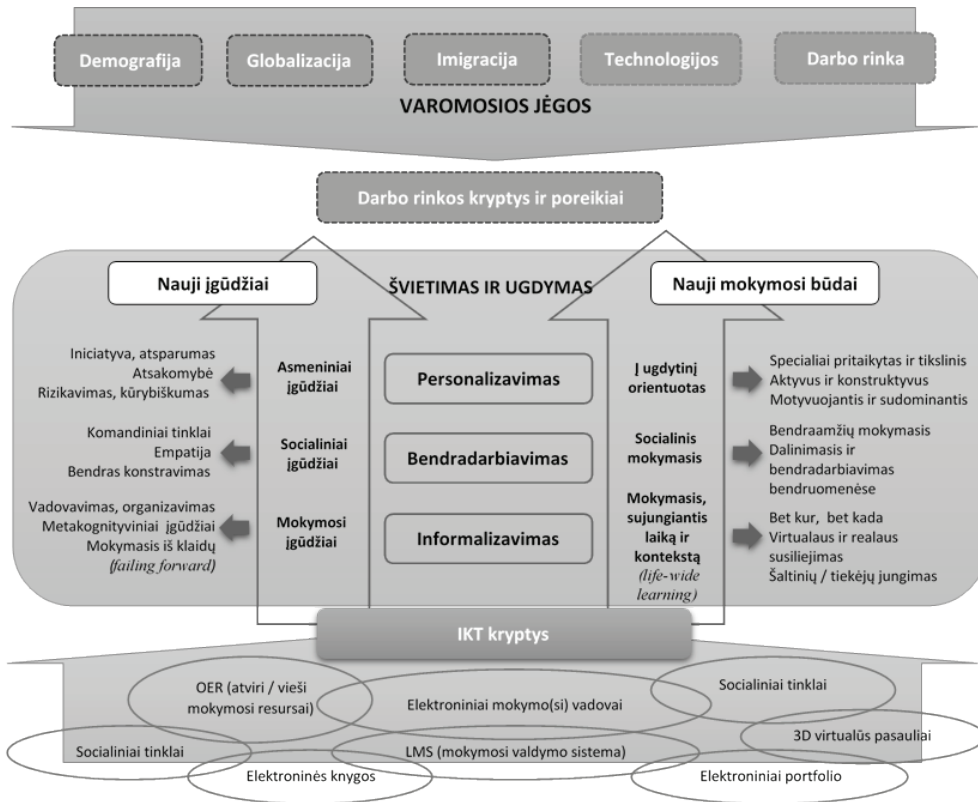 Demografija
Globalizacija
Imigracija
Technologijos
Darbo rinka
VAROMOSIOS JĖGOS
Darbo rinkos kryptys ir poreikiai
Nauji įgūdžiai
ŠVIETIMAS IR UGDYMAS
Nauji mokymosi būdai
Iniciatyva, atsparumas
Atsakomybė
Rizikavimas, kūrybiškumas
Asmeniniai
įgūdžiai
Personalizavimas
Į ugdytinį
orientuotas
Specialiai pritaikytas ir tikslinis
Aktyvus ir konstruktyvus
Motyvuojantis ir sudominantis
Komandiniai tinklai
Empatija
Bendras konstravimas
Socialiniai
įgūdžiai
Bendradarbiavimas
Socialinis
mokymasis
Bendraamžių mokymasis
Dalinimasis ir
bendradarbiavimas
bendruomenėse
Vadovavimas, organizavimas
Metakognityviniai įgūdžiai
Mokymasis iš klaidų
(failing forward)
Mokymosi
įgūdžiai
Informalizavimas
Mokymasis,
sujungiantis
laiką ir
kontekstą
(life-wide
learning)
Bet kur, bet kada
Virtualaus ir realaus
susiliejimas
Šaltinių / tiekėjų jungimas
IKT kryptys
OER (atviri / vieši
mokymosi resursai)
Elektroniniai mokymo(si) vadovai
Socialiniai tinklai
Socialiniai tinklai
LMS (mokymosi valdymo sistema)
3D virtualūs pasauliai
Elektroninės knygos
Elektroniniai portfolio